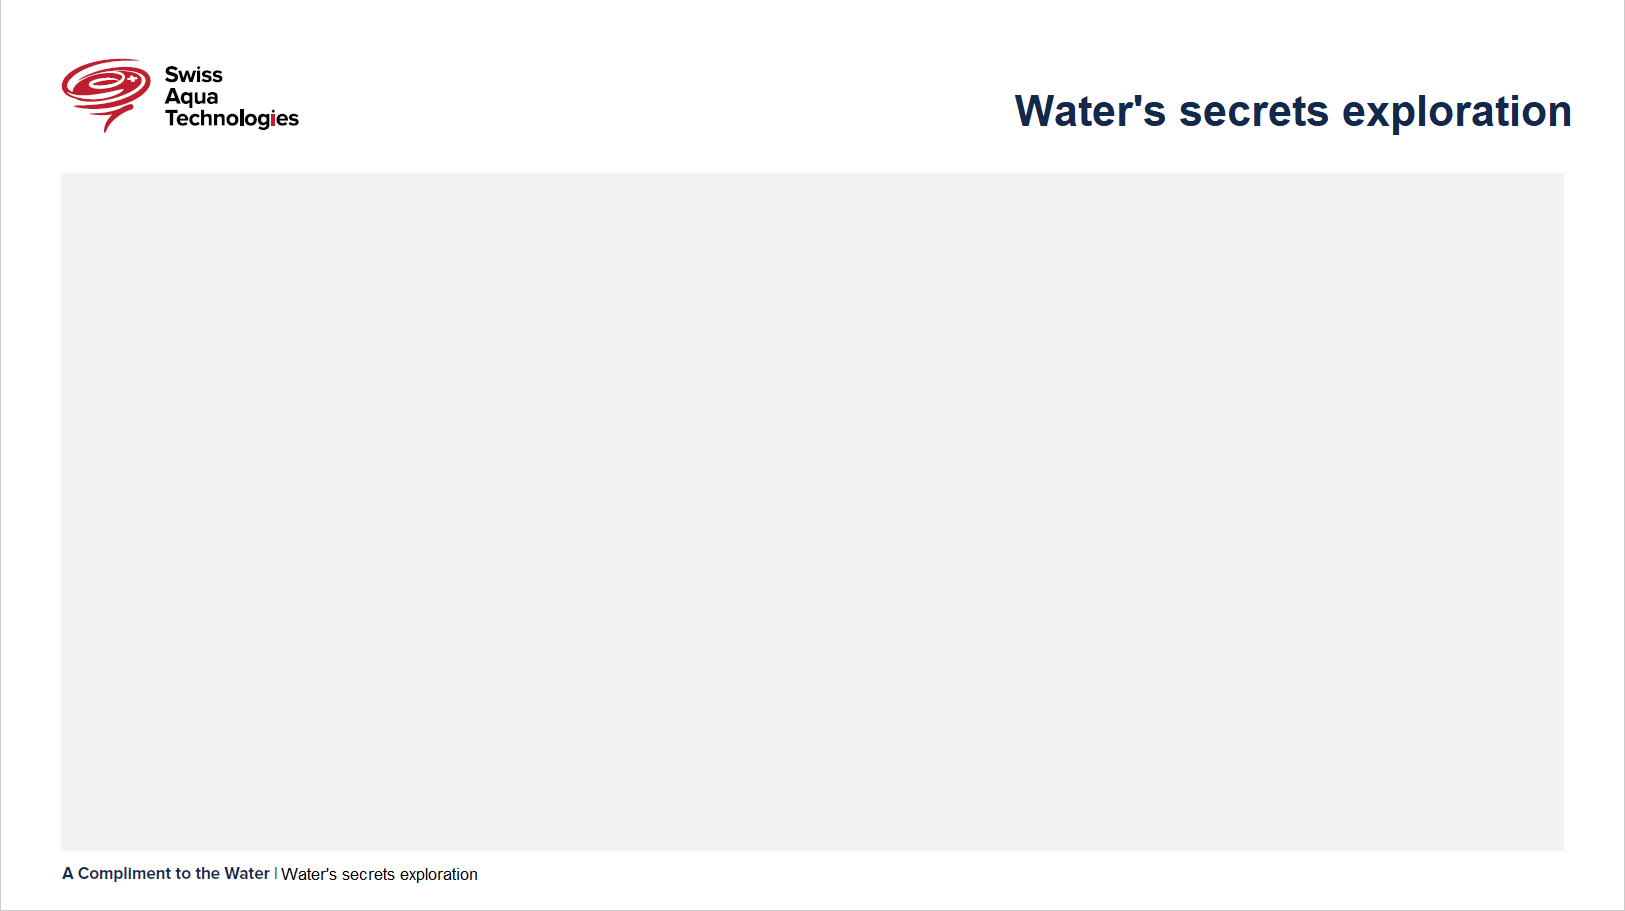 Swiss
Aqua
Technologies
Water's secrets exploration
A Compliment to the Water | Water's secrets exploration